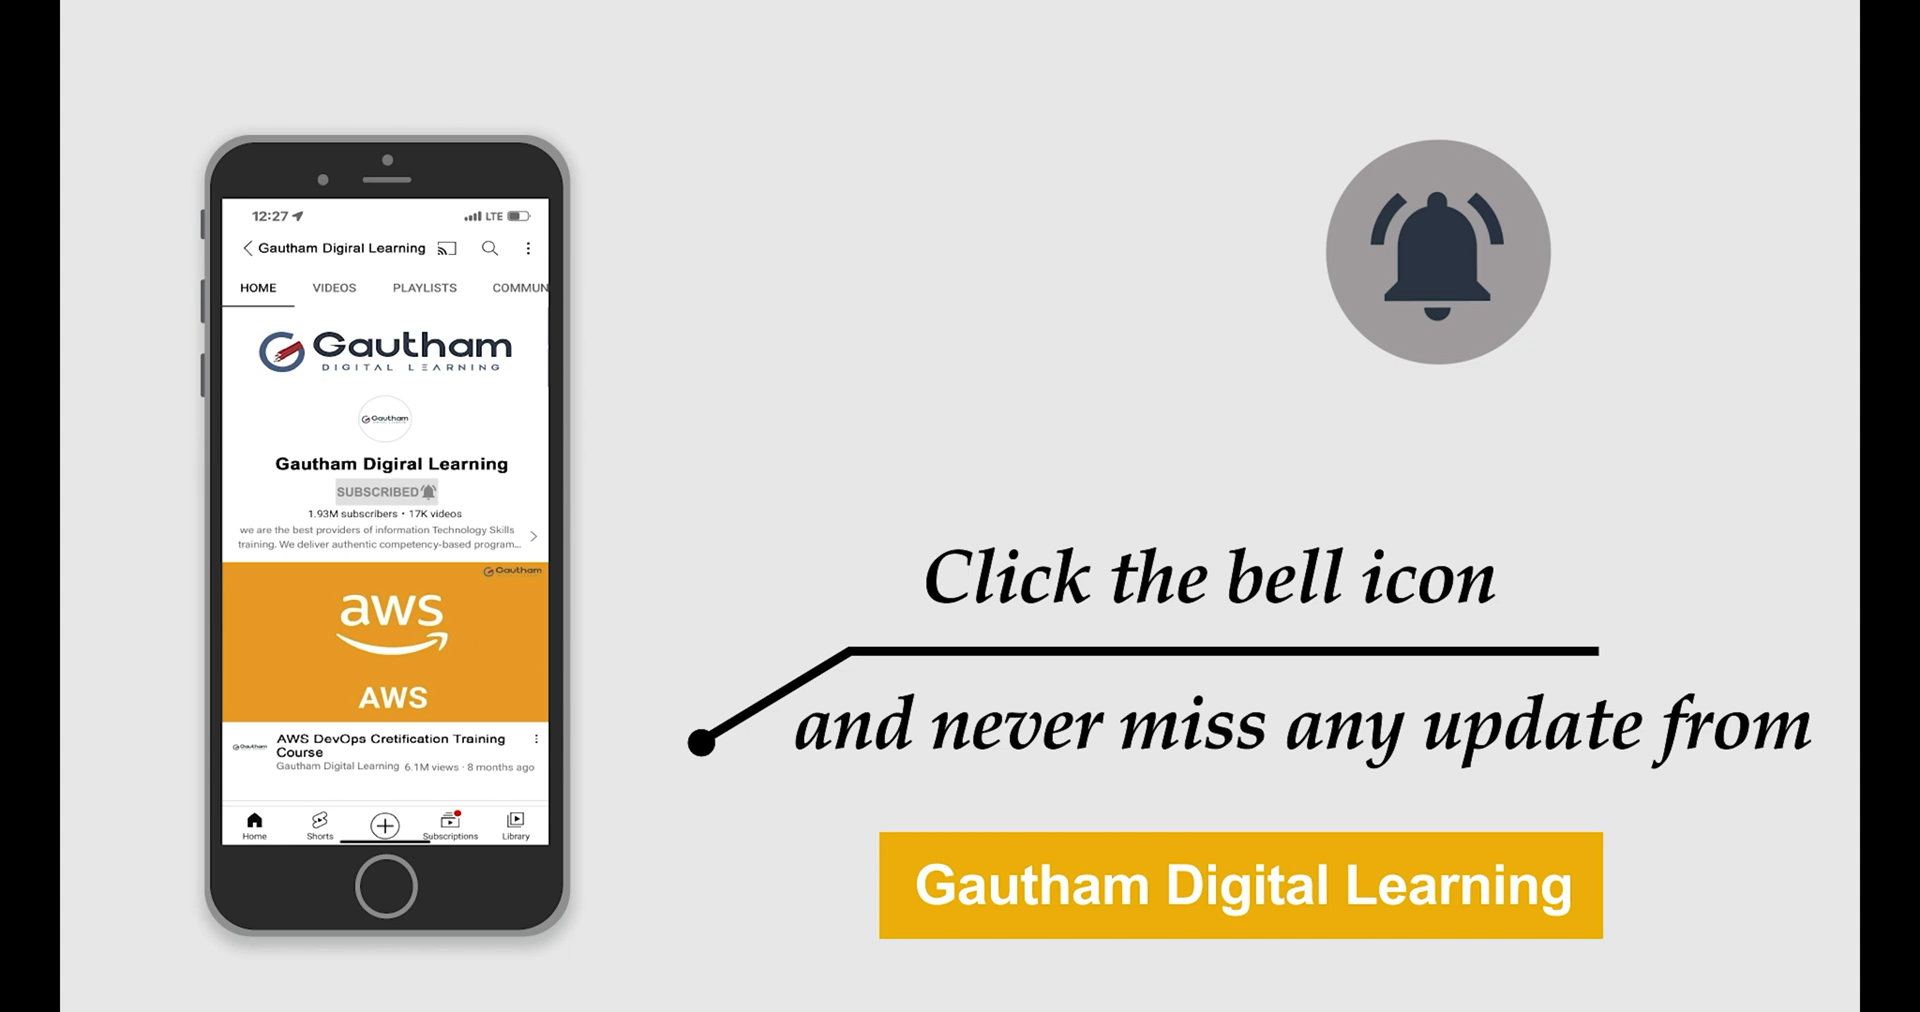 12:27
LTE
Gautham Digiral Learning
HOME VIDEOS PLAYLISTS COMMUN
Gautham
DIGITAL LEARNING
Gautham
Gautham Digiral Learning
SUBSCRIBED
1.93M subscribers • 17K videos
we are the best providers of information Technology Skills
training. We deliver authentic competency-based program...
Gautham
aws
AWS
Gautham
AWS DevOps Cretification Training
Course
Gautham Digital Learning 6.1M views · 8 months ago
Home Shorts Subscriptions Library
Click the bell icon
and never miss any update from
Gautham Digital Learning